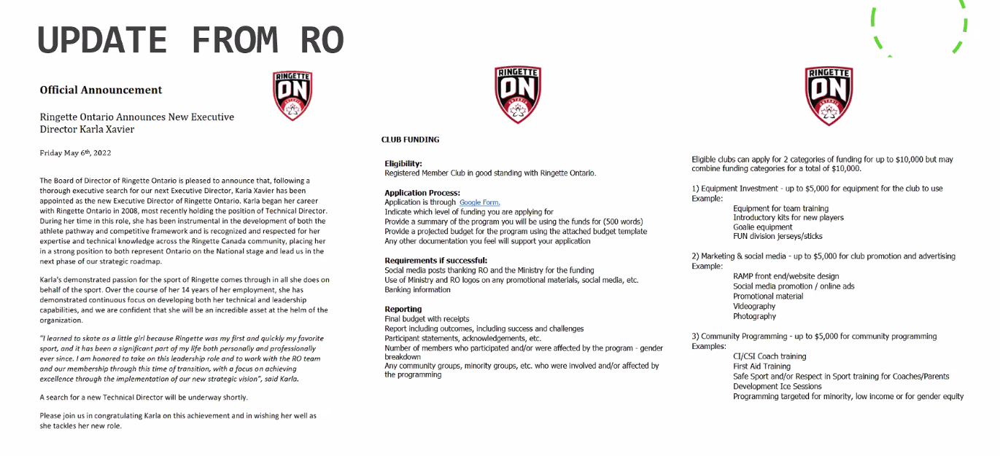 UPDATE FROM RO
RINGETTE
ON
ONTARIO
Official Announcement
Ringette Ontario Announces New Executive
Director Karla Xavier
Friday May 6th, 2022
The Board of Director of Ringette Ontario is pleased to announce that, following a
thorough executive search for our next Executive Director, Karla Xavier has been
appointed as the new Executive Director of Ringette Ontario. Karla began her career
with Ringette Ontario in 2008, most recently holding the position of Technical Director.
During her time in this role, she has been instrumental in the development of both the
athlete pathway and competitive framework and is recognized and respected for her
expertise and technical knowledge across the Ringette Canada community, placing her
in a strong position to both represent Ontario on the National stage and lead us in the
next phase of our strategic roadmap.
Karla's demonstrated passion for the sport of Ringette comes through in all she does on
behalf of the sport. Over the course of her 14 years of her employment, she has
demonstrated continuous focus on developing both her technical and leadership
capabilities, and we are confident that she will be an incredible asset at the helm of the
organization.
"I learned to skate as a little girl because Ringette was my first and quickly my favorite
sport, and it has been a significant part of my life both personally and professionally
ever since. I am honored to take on this leadership role and to work with the RO team
and our membership through this time of transition, with a focus on achieving
excellence through the implementation of our new strategic vision", said Karla.
A search for a new Technical Director will be underway shortly.
Please join us in congratulating Karla on this achievement and in wishing her well as
she tackles her new role.
RINGETTE
ON
ONTARIO
CLUB FUNDING
Eligibility:
Registered Member Club in good standing with Ringette Ontario.
Application Process:
Application is through Google Form.
Indicate which level of funding you are applying for
Provide a summary of the program you will be using the funds for (500 words)
Provide a projected budget for the program using the attached budget template
Any other documentation you feel will support your application
Requirements if successful:
Social media posts thanking RO and the Ministry for the funding
Use of Ministry and RO logos on any promotional materials, social media, etc.
Banking information
Reporting
Final budget with receipts
Report including outcomes, including success and challenges
Participant statements, acknowledgements, etc.
Number of members who participated and/or were affected by the program - gender
breakdown
Any community groups, minority groups, etc. who were involved and/or affected by
the programming
RINGETTE
ON
ONTARIO
Eligible clubs can apply for 2 categories of funding for up to $10,000 but may
combine funding categories for a total of $10,000.
1) Equipment Investment - up to $5,000 for equipment for the club to use
Example:
Equipment for team training
Introductory kits for new players
Goalie equipment
FUN division jerseys/sticks
2) Marketing & social media - up to $5,000 for club promotion and advertising
Example:
RAMP front end/website design
Social media promotion / online ads
Promotional material
Videography
Photography
3) Community Programming - up to $5,000 for community programming
Examples:
CI/CSI Coach training
First Aid Training
Safe Sport and/or Respect in Sport training for Coaches/Parents
Development Ice Sessions
Programming targeted for minority, low income or for gender equity